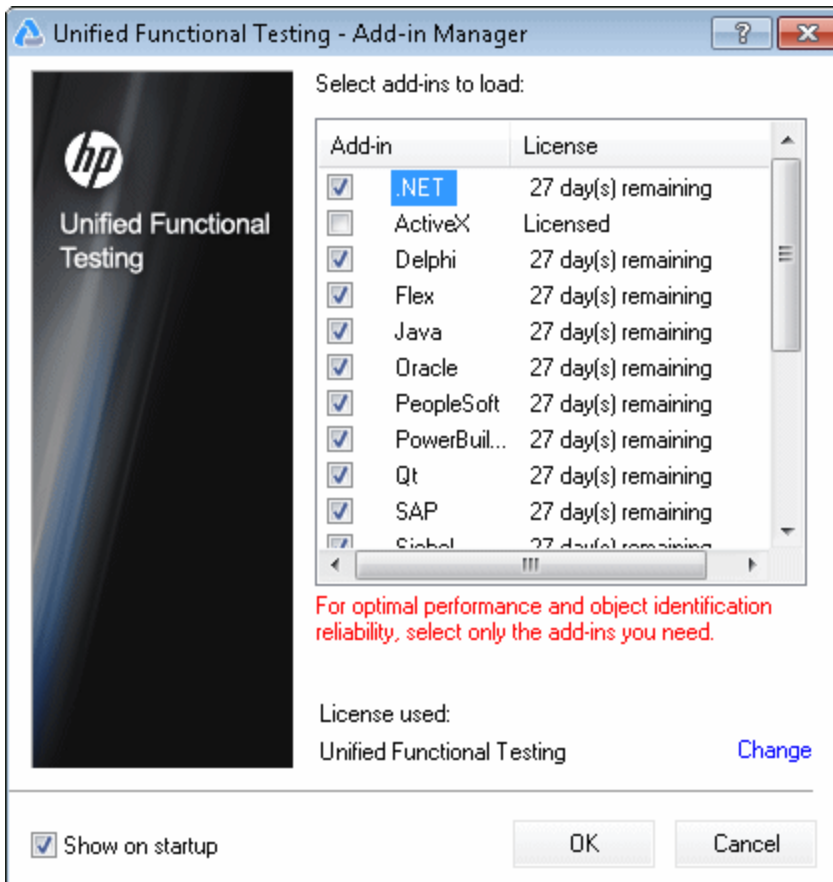 Unified Functional Testing - Add-in Manager
?
hp
Unified Functional
Testing
Select add-ins to load:
Add-in License
.NET 27 day(s) remaining
ActiveX Licensed
Delphi 27 day(s) remaining
Flex 27 day(s) remaining
Java 27 day(s) remaining
Oracle 27 day(s) remaining
PeopleSoft 27 day(s) remaining
PowerBuil... 27 day(s) remaining
Qt 27 day(s) remaining
SAP 27 day(s) remaining
Siebel 27 day(s) remaining
For optimal performance and object identification
reliability, select only the add-ins you need.
License used:
Unified Functional Testing Change
Show on startup OK Cancel